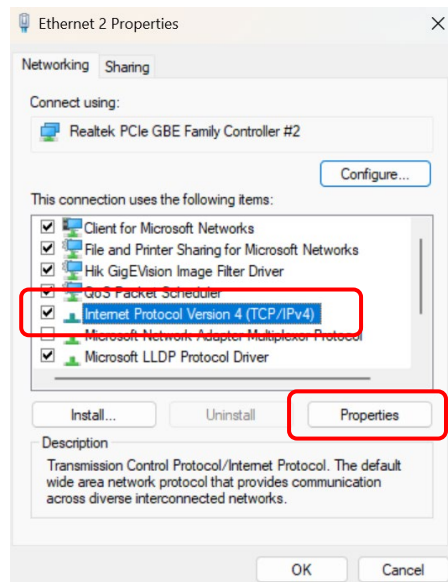 Ethernet 2 Properties
Networking Sharing
Connect using:
Realtek PCIe GBE Family Controller #2
Configure...
This connection uses the following items:
Client for Microsoft Networks
File and Printer Sharing for Microsoft Networks
Hik GigEVision Image Filter Driver
QoS Packet Scheduler
Internet Protocol Version 4 (TCP/IPv4)
Microsoft Network Adapter Multiplexor Protocol
Microsoft LLDP Protocol Driver
Install... Uninstall Properties
Description
Transmission Control Protocol/Internet Protocol. The default
wide area network protocol that provides communication
across diverse interconnected networks.
OK Cancel